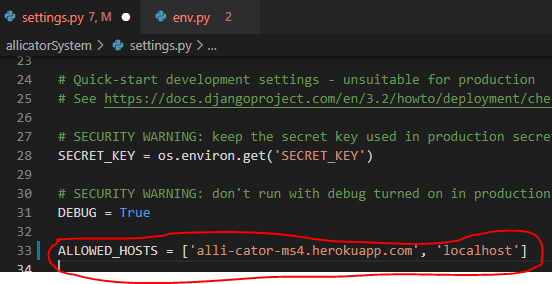 settings.py 7, M
env.py 2
allicatorSystem > settings.py > ...
23
24 # Quick-start development settings - unsuitable for production
25 # See https://docs.djangoproject.com/en/3.2/howto/deployment/che
26
27 # SECURITY WARNING: keep the secret key used in production secre
28 SECRET_KEY = os.environ.get('SECRET_KEY')
29
30 # SECURITY WARNING: don't run with debug turned on in production
31 DEBUG = True
32
33 ALLOWED_HOSTS = ['alli-cator-ms4.herokuapp.com', 'localhost']
34